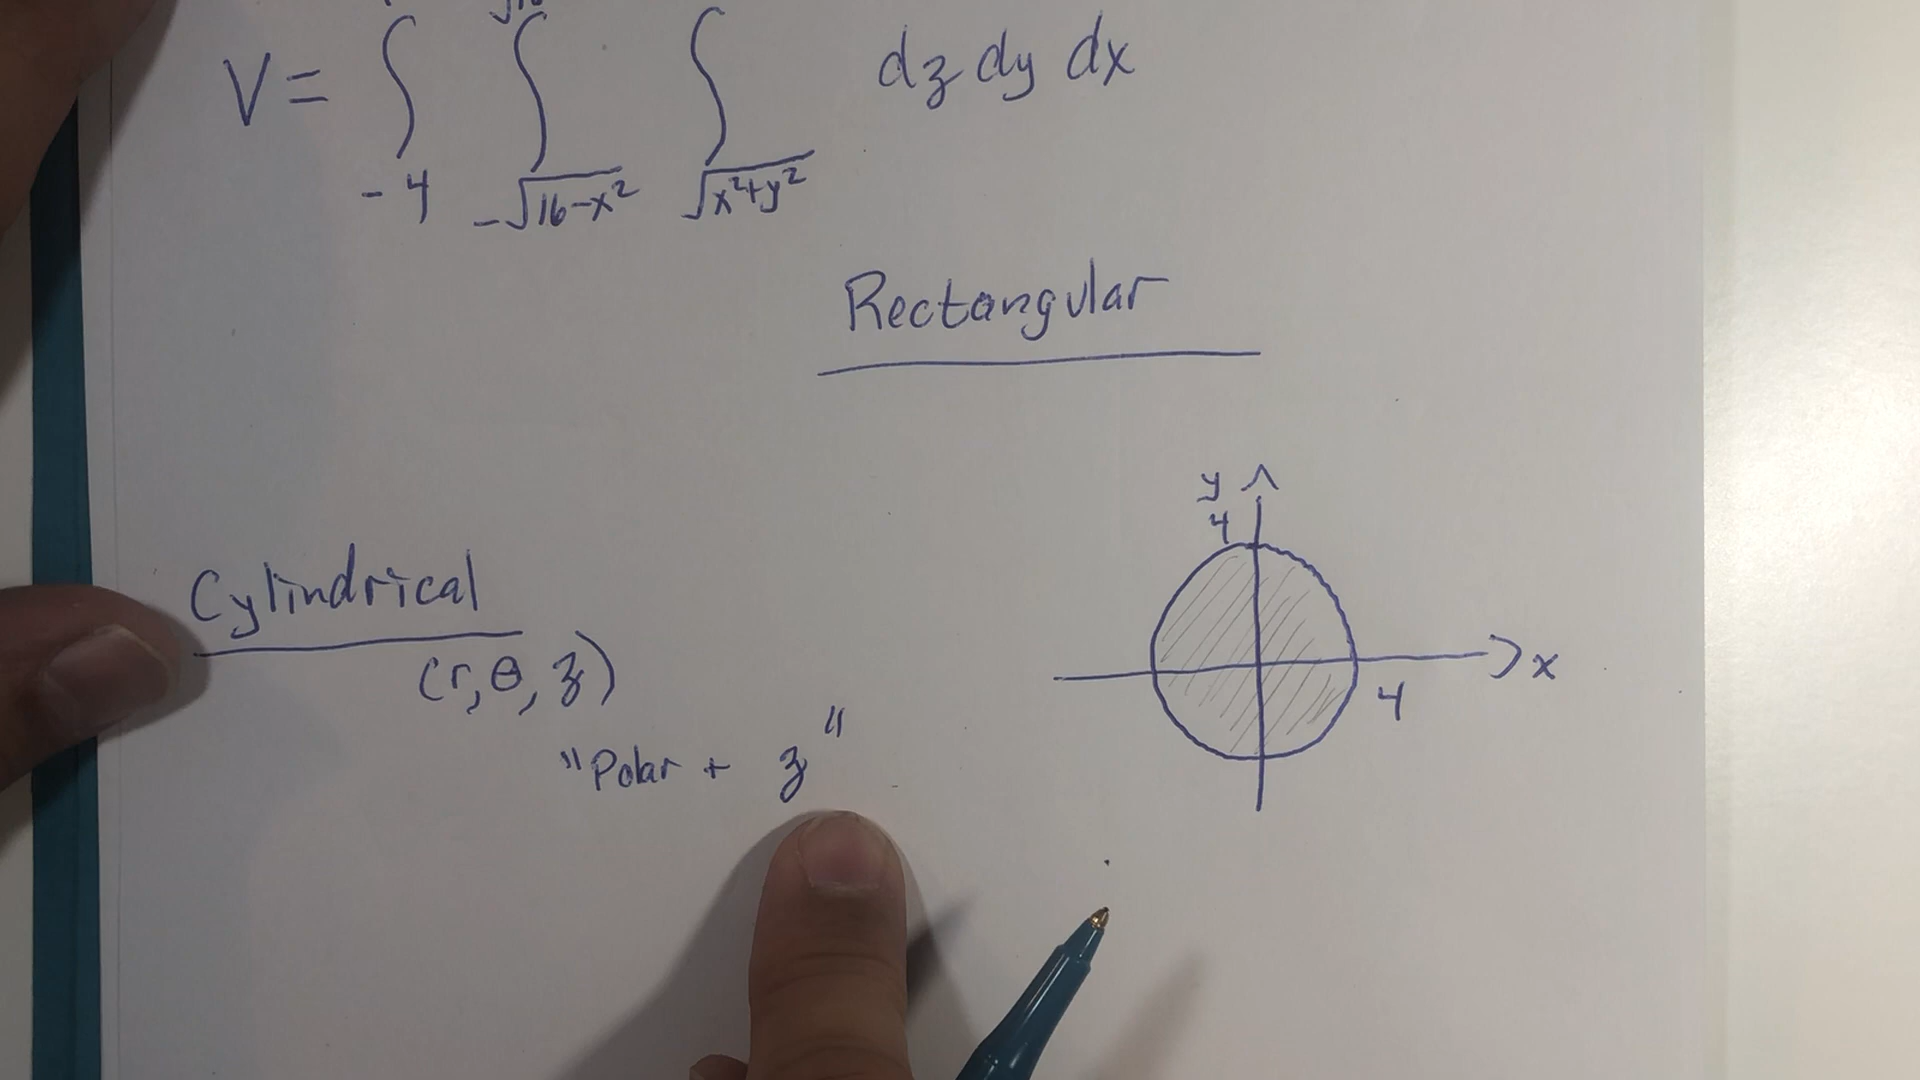 V = ∫ ∫ ∫ dz dy dx
-4 -√16-x² √x²+y²
Rectangular
y
4
Cylindrical
x
(r, θ, z)
4
"Polar + z"